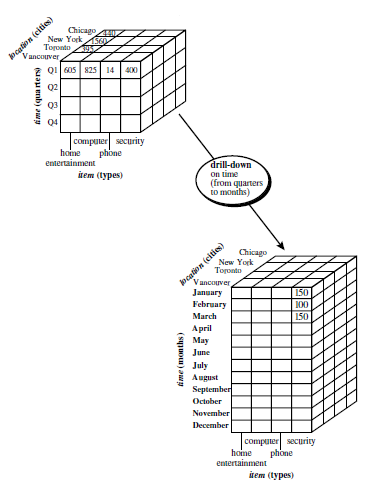 location (cities)
Chicago 440
New York 1560
Toronto 395
Vancouver
time (quarters)
Q1 605 825 14 400
Q2
Q3
Q4
computer security
home phone
entertainment
item (types)
drill-down
on time
(from quarters
to months)
location (cities)
Chicago
New York
Toronto
Vancouver
time (months)
January 150
February 100
March 150
April
May
June
July
August
September
October
November
December
computer security
home phone
entertainment
item (types)